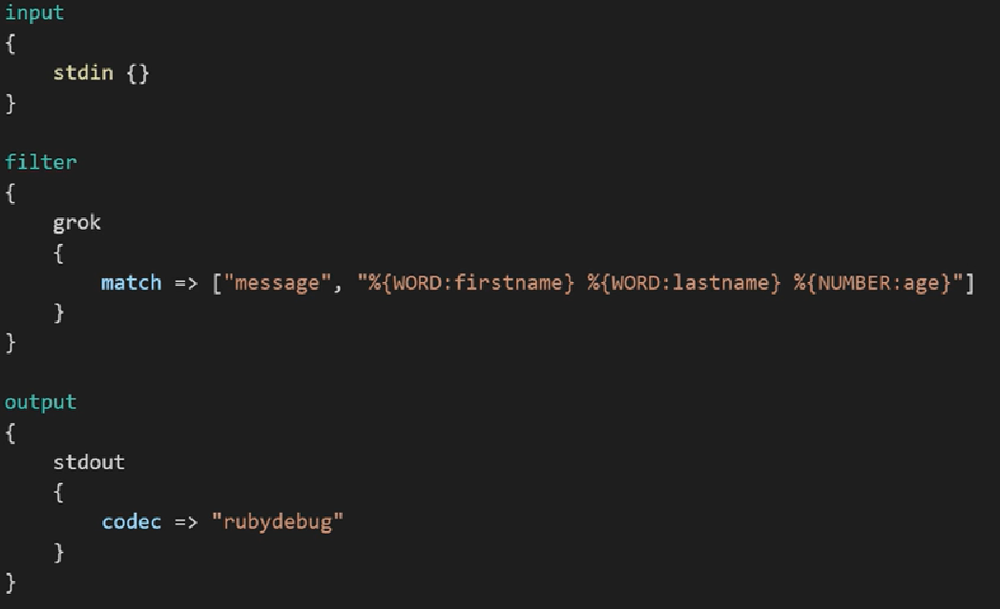 input
{
    stdin {}
}

filter
{
    grok
    {
        match => ["message", "%{WORD:firstname} %{WORD:lastname} %{NUMBER:age}"]
    }
}

output
{
    stdout
    {
        codec => "rubydebug"
    }
}